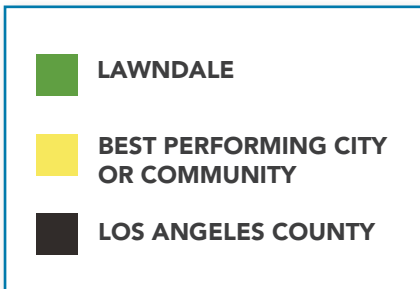 LAWNDALE
BEST PERFORMING CITY
OR COMMUNITY
LOS ANGELES COUNTY